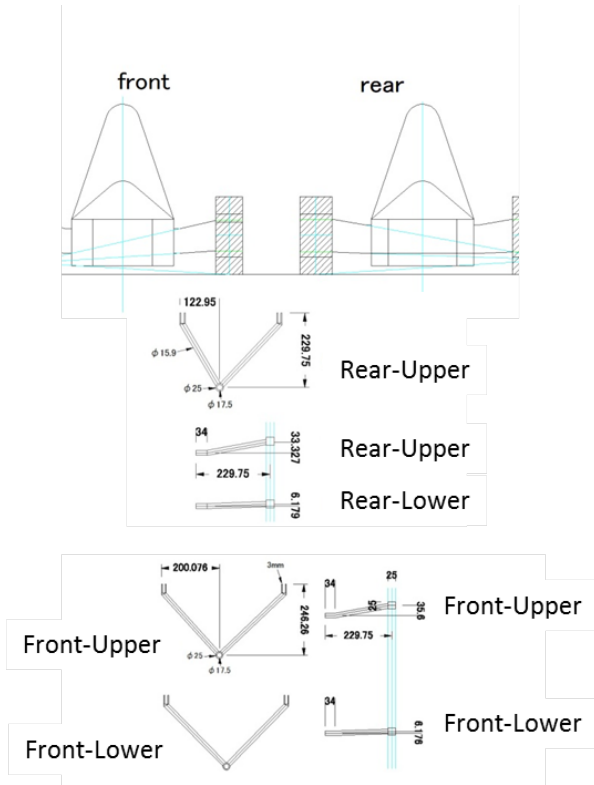 front
rear
122.95
229.75
φ15.9
φ25
φ17.5
Rear-Upper
34
33.327
229.75
Rear-Upper
6.179
Rear-Lower
200.076
3mm
246.26
φ25
φ17.5
Front-Upper
34
25
25
35.6
229.75
Front-Upper
Front-Lower
34
6.176
Front-Lower